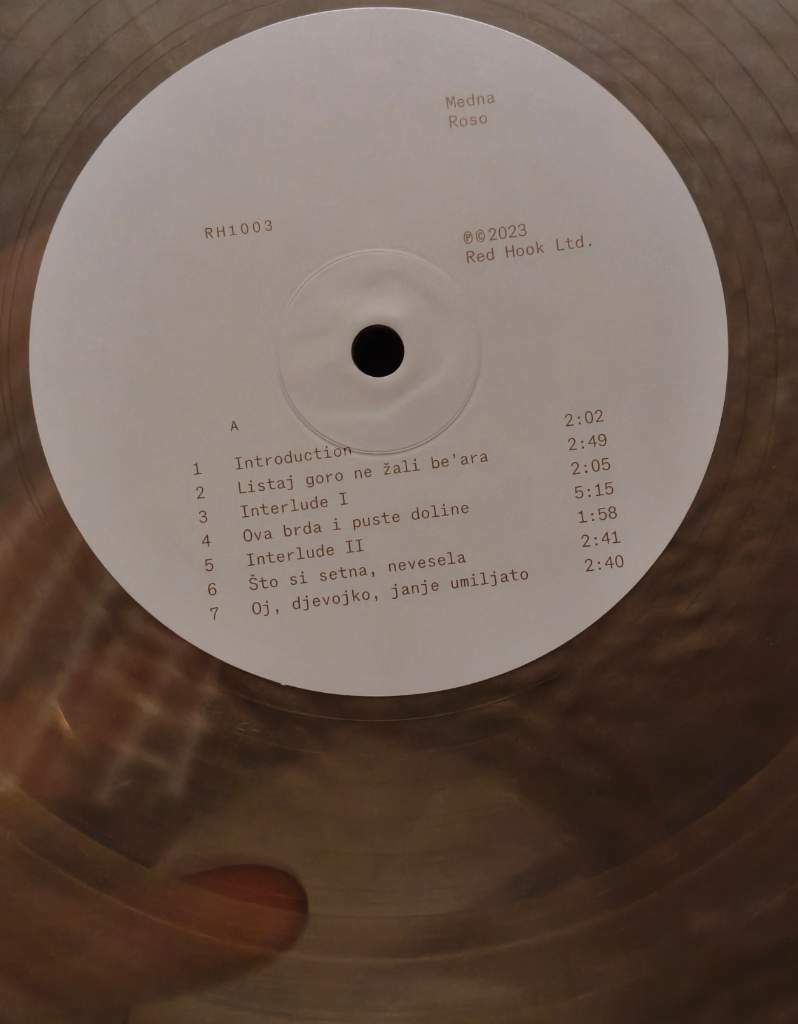 Medna
Roso
RH1003
℗©2023
Red Hook Ltd.
A
1 Introduction 2:02
2 Listaj goro ne žali be'ara 2:49
3 Interlude I 2:05
4 Ova brda i puste doline 5:15
5 Interlude II 1:58
6 Što si setna, nevesela 2:41
7 Oj, djevojko, janje umiljato 2:40